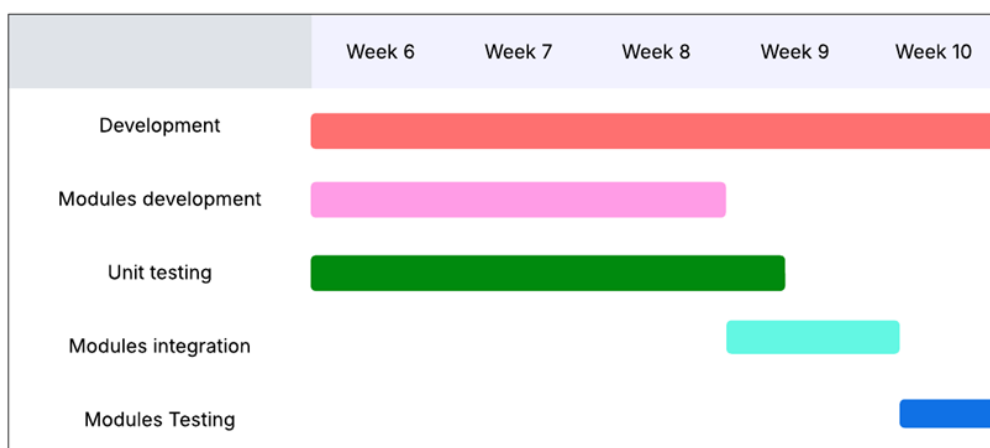 Week 6 Week 7 Week 8 Week 9 Week 10
Development
Modules development
Unit testing
Modules integration
Modules Testing